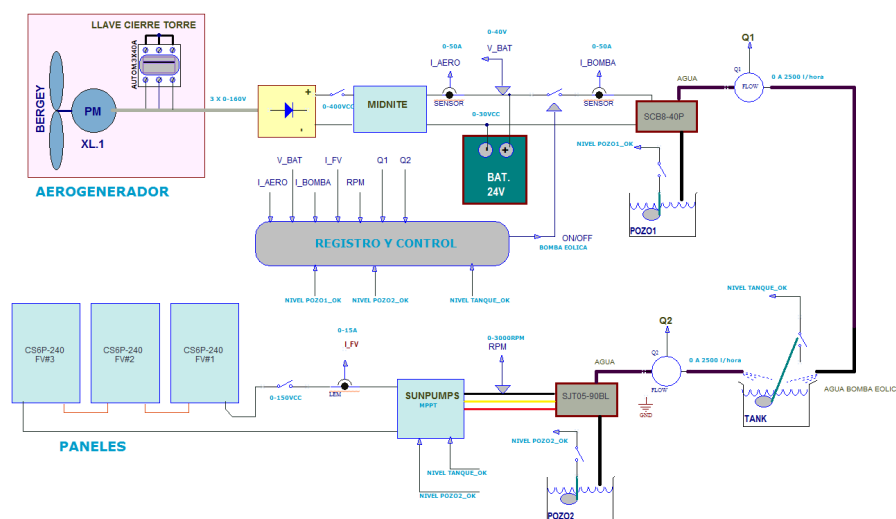 LLAVE CIERRE TORRE
AUTOM.3X40A
BERGEY
PM
XL.1
AEROGENERADOR
3 X 0-160V
+
-
0-400VCC
MIDNITE
0-50A
I_AERO
SENSOR
0-40V
V_BAT
0-30VCC
BAT.
24V
0-50A
I_BOMBA
SENSOR
AGUA
SCB8-40P
Q1
Q1
FLOW
0 A 2500 l/hora
NIVEL POZO1_OK
POZO1
V_BAT
I_FV
Q1
Q2
I_AERO
I_BOMBA
RPM
REGISTRO Y CONTROL
ON/OFF
BOMBA EOLICA
NIVEL POZO1_OK
NIVEL POZO2_OK
NIVEL TANQUE_OK
CS6P-240
FV#3
CS6P-240
FV#2
CS6P-240
FV#1
PANELES
0-150VCC
0-15A
I_FV
LEM
SUNPUMPS
MPPT
NIVEL TANQUE_OK
NIVEL POZO2_OK
0-3000RPM
RPM
AGUA
SJT05-90BL
NIVEL POZO2_OK
POZO2
GND
Q2
Q2
FLOW
0 A 2500 l/hora
NIVEL TANQUE_OK
TANK
AGUA BOMBA EOLIC